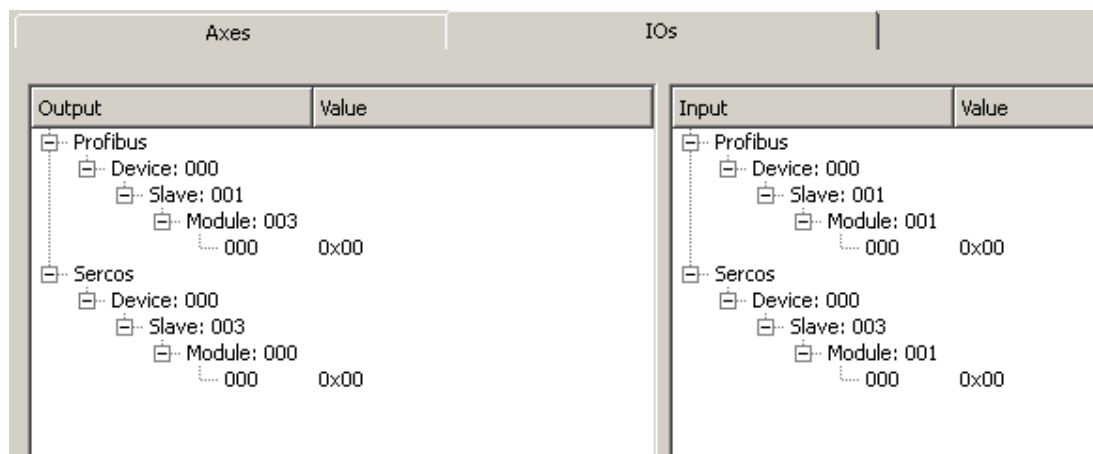 Axes IOs
Output Value
Profibus
Device: 000
Slave: 001
Module: 003
000 0x00
Sercos
Device: 000
Slave: 003
Module: 000
000 0x00
Input Value
Profibus
Device: 000
Slave: 001
Module: 001
000 0x00
Sercos
Device: 000
Slave: 003
Module: 001
000 0x00